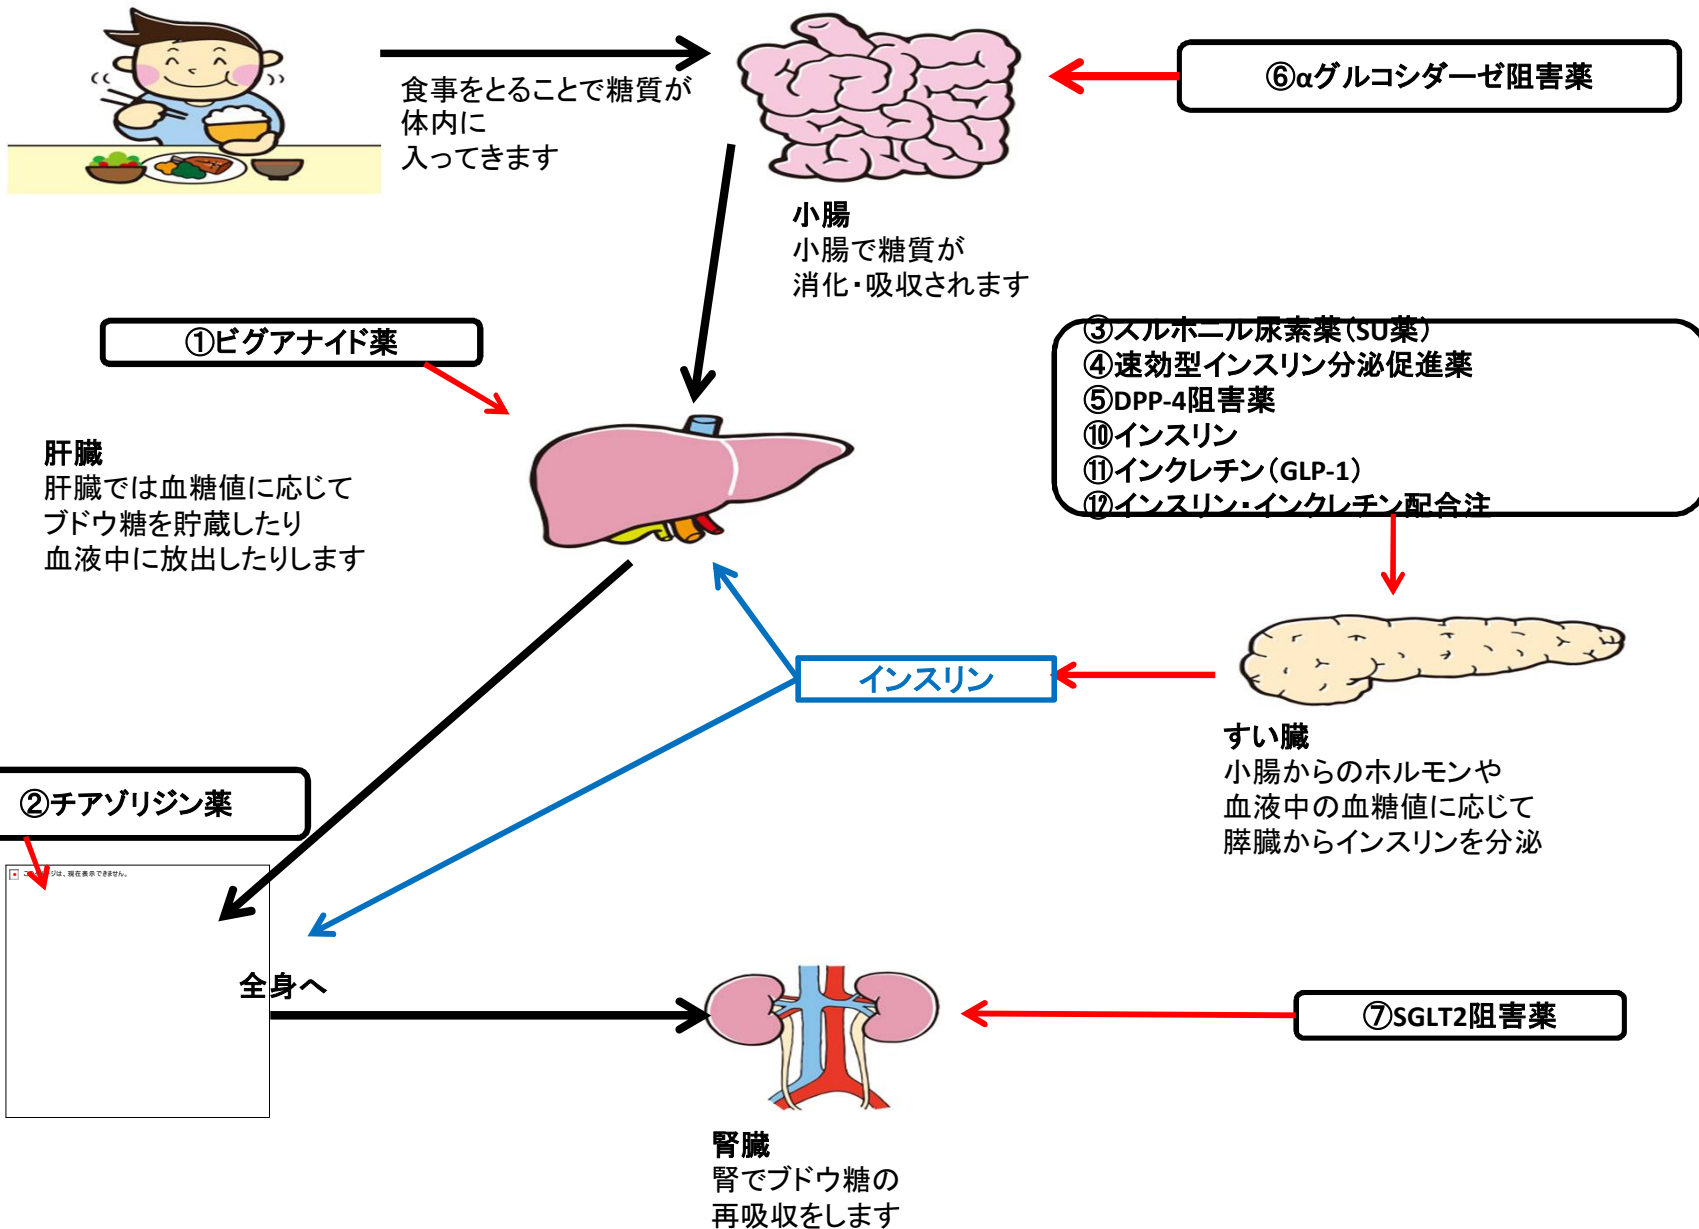 食事をとることで糖質が
体内に
入ってきます
⑥αグルコシダーゼ阻害薬
小腸
小腸で糖質が
消化・吸収されます
①ビグアナイド薬
③スルホニル尿素薬（SU薬）
④速効型インスリン分泌促進薬
⑤DPP-4阻害薬
⑩インスリン
⑪インクレチン（GLP-1）
⑫インスリン・インクレチン配合注
肝臓
肝臓では血糖値に応じて
ブドウ糖を貯蔵したり
血液中に放出したりします
インスリン
すい臓
小腸からのホルモンや
血液中の血糖値に応じて
膵臓からインスリンを分泌
②チアゾリジン薬
ジは、現在表示できません。
全身へ
⑦SGLT2阻害薬
腎臓
腎でブドウ糖の
再吸収をします